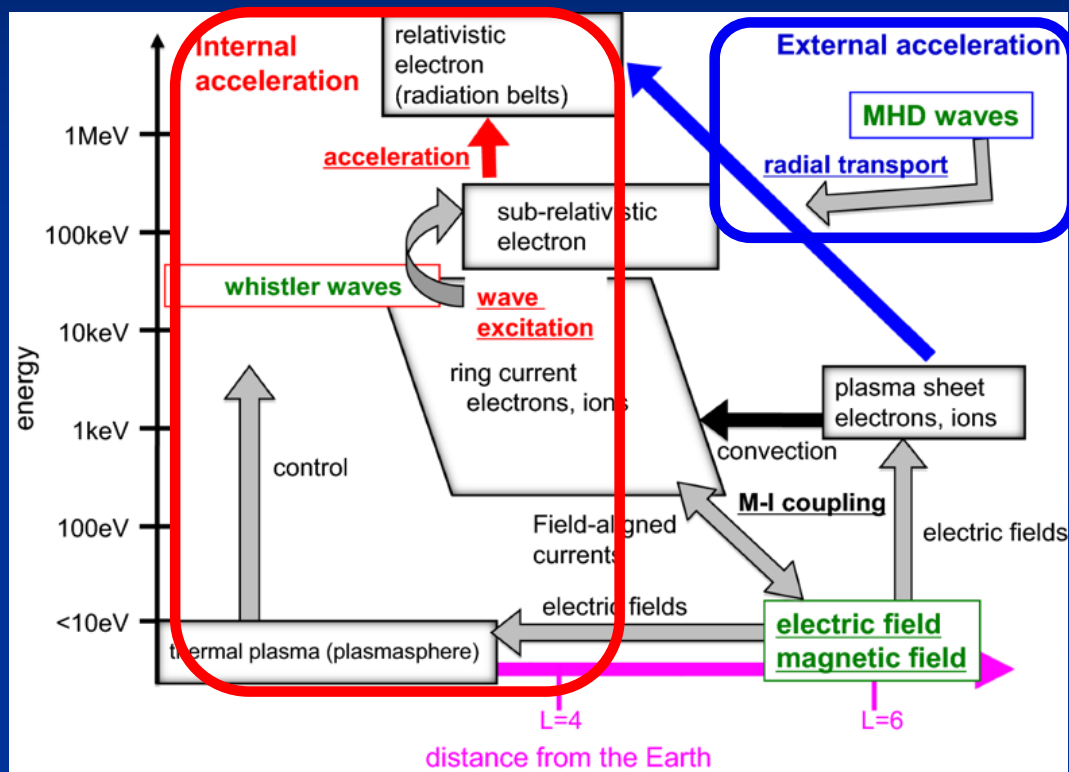 Internal
acceleration
relativistic
electron
(radiation belts)
External acceleration
MHD waves
1MeV
acceleration
radial transport
sub-relativistic
electron
100keV
whistler waves
wave
excitation
10keV
energy
ring current
electrons, ions
plasma sheet
electrons, ions
1keV
convection
control
M-I coupling
100eV
Field-aligned
currents
electric fields
electric fields
<10eV
electric field
magnetic field
thermal plasma (plasmasphere)
L=4
L=6
distance from the Earth